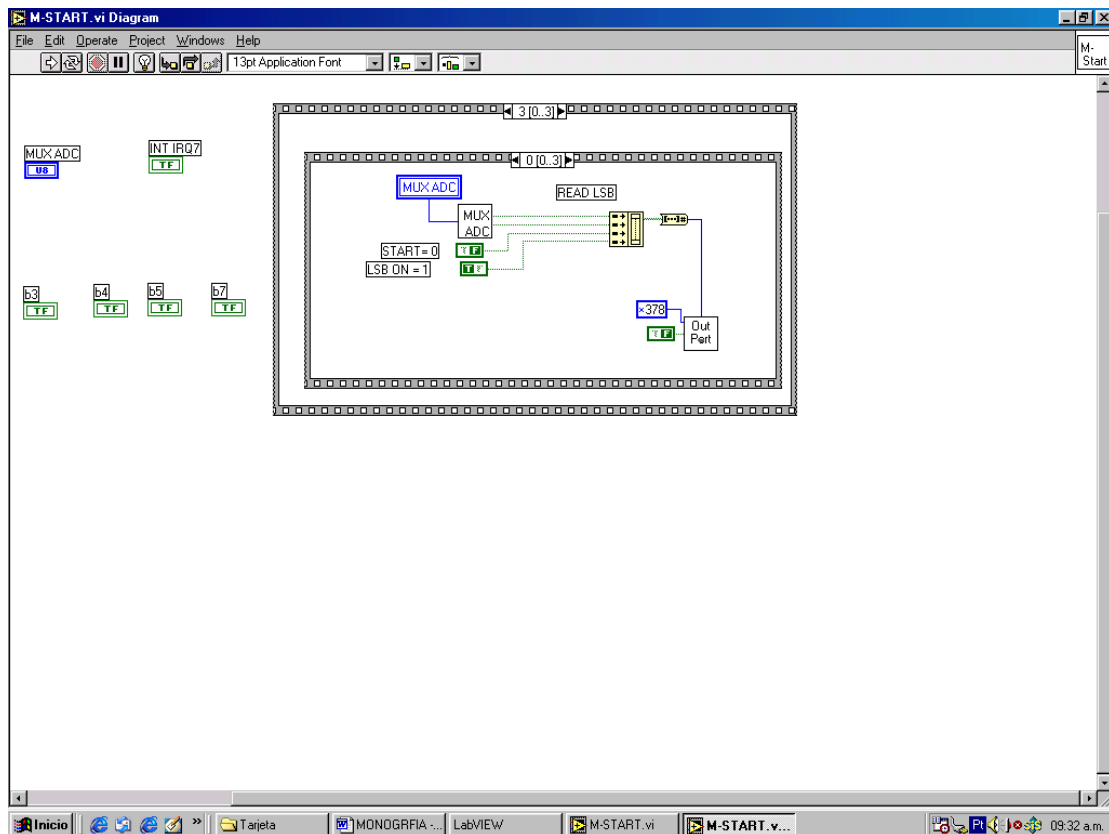 M-START.vi Diagram
File Edit Operate Project Windows Help
13pt Application Font
M-
Start
3 [0..3]
MUX ADC
U8
INT IRQ7
TF
0 [0..3]
MUX ADC
READ LSB
MUX
ADC
START= 0
T F
LSB ON = 1
T F
b3
TF
b4
TF
b5
TF
b7
TF
×378
T F
Out
Port
Inicio
»
Tarjeta
MONOGRFIA -...
LabVIEW
M-START.vi
M-START.v...
Pt
09:32 a.m.